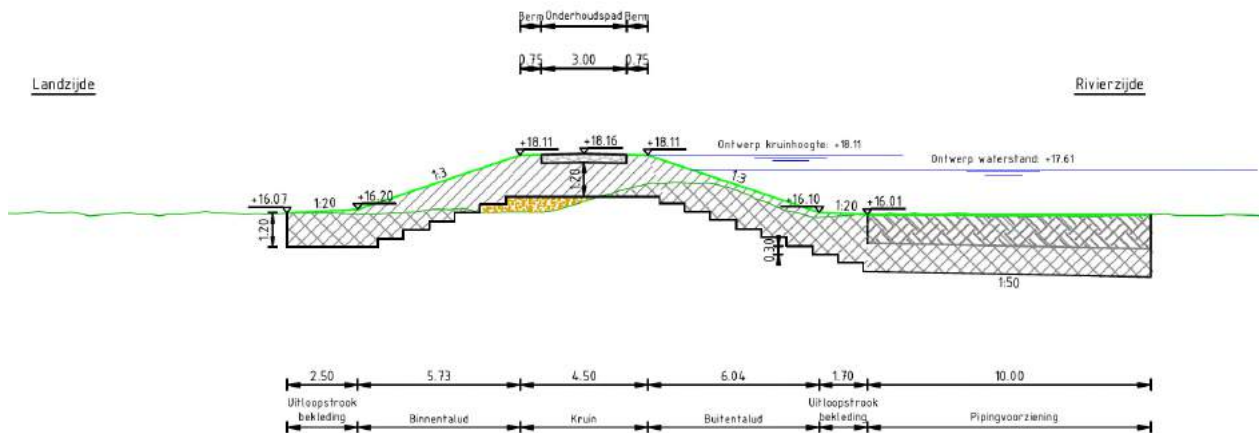 Berm Onderhoudspad Berm
0.75 3.00 0.75
Landzijde
Rivierzijde
+18.11 +18.16 +18.11
Ontwerp kruinhoogte: +18.11
Ontwerp waterstand: +17.61
1:3
1:3
1:20
+16.07
1:20
+16.20
+16.10
1:20
+16.01
1.20
0.30
1:50
2.50 5.73 4.50 6.04 1.70 10.00
Uitloopstrook
bekleding
Binnentalud
Kruin
Buitentalud
Uitloopstrook
bekleding
Pipingvoorziening